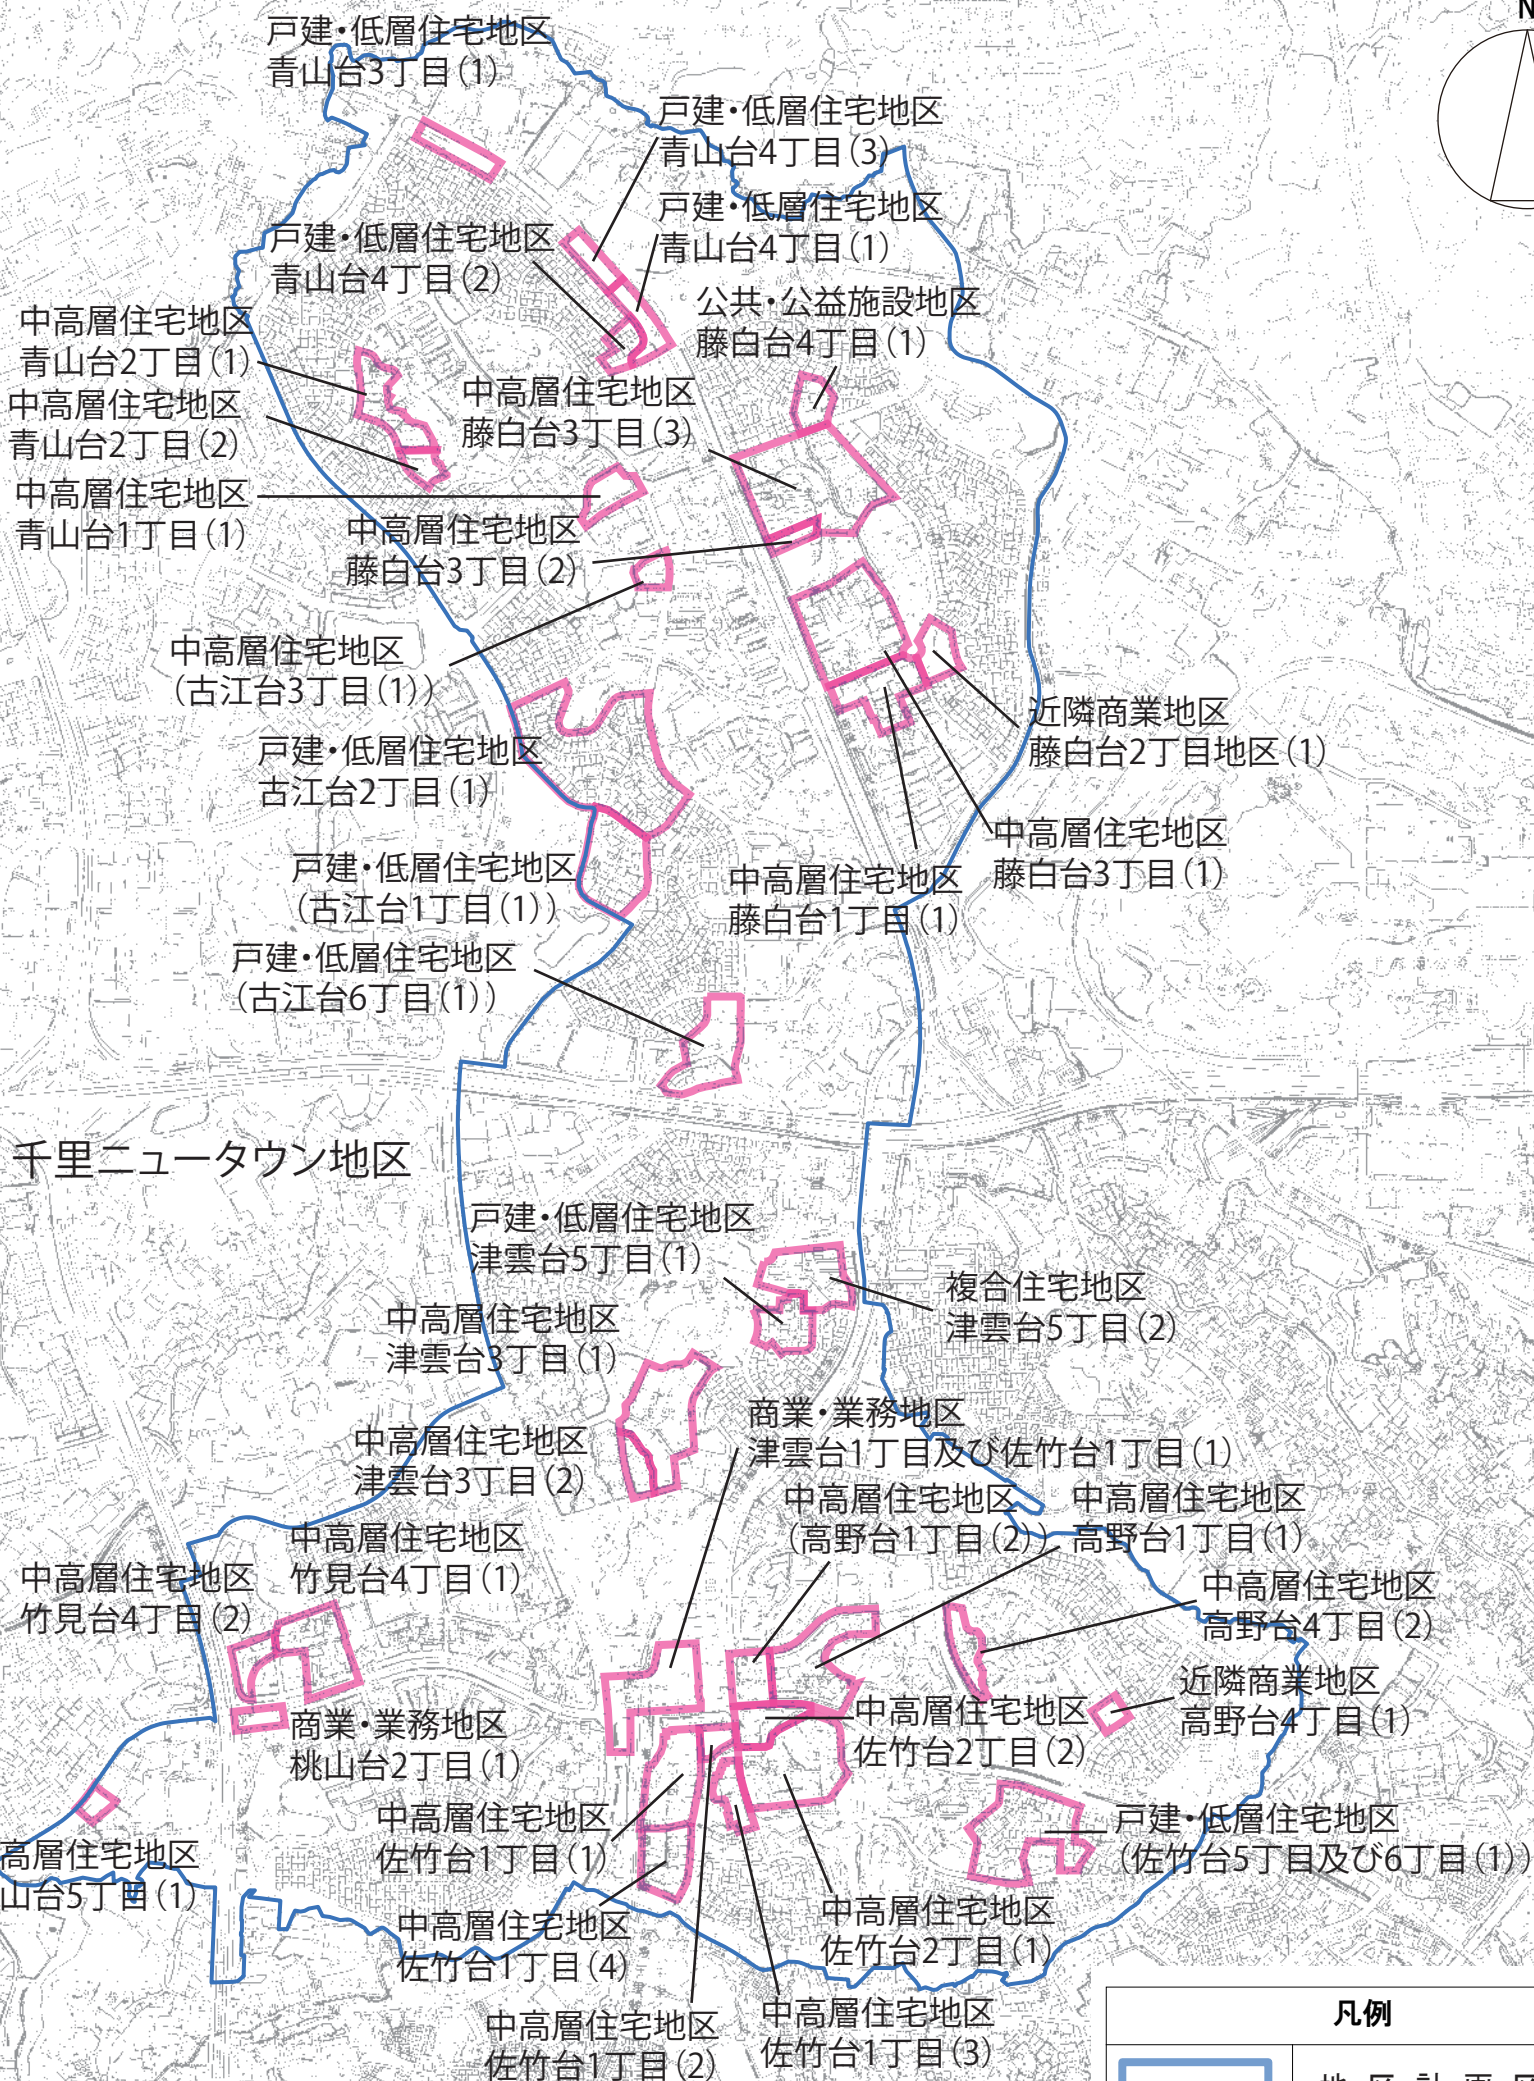 N
戸建・低層住宅地区
青山台3丁目(1)
戸建・低層住宅地区
青山台4丁目(3)
戸建・低層住宅地区
青山台4丁目(1)
戸建・低層住宅地区
青山台4丁目(2)
公共・公益施設地区
藤白台4丁目(1)
中高層住宅地区
青山台2丁目(1)
中高層住宅地区
藤白台3丁目(3)
中高層住宅地区
青山台2丁目(2)
中高層住宅地区
青山台1丁目(1)
中高層住宅地区
藤白台3丁目(2)
中高層住宅地区
(古江台3丁目(1))
近隣商業地区
藤白台2丁目地区(1)
戸建・低層住宅地区
古江台2丁目(1)
中高層住宅地区
藤白台3丁目(1)
戸建・低層住宅地区
(古江台1丁目(1))
中高層住宅地区
藤白台1丁目(1)
戸建・低層住宅地区
(古江台6丁目(1))
千里ニュータウン地区
戸建・低層住宅地区
津雲台5丁目(1)
複合住宅地区
津雲台5丁目(2)
中高層住宅地区
津雲台3丁目(1)
商業・業務地区
津雲台1丁目及び佐竹台1丁目(1)
中高層住宅地区
津雲台3丁目(2)
中高層住宅地区
(高野台1丁目(2))
中高層住宅地区
高野台1丁目(1)
中高層住宅地区
竹見台4丁目(1)
中高層住宅地区
竹見台4丁目(2)
中高層住宅地区
高野台4丁目(2)
近隣商業地区
高野台4丁目(1)
中高層住宅地区
佐竹台2丁目(2)
商業・業務地区
桃山台2丁目(1)
中高層住宅地区
佐竹台1丁目(1)
戸建・低層住宅地区
(佐竹台5丁目及び6丁目(1))
高層住宅地区
山台5丁目(1)
中高層住宅地区
佐竹台2丁目(1)
中高層住宅地区
佐竹台1丁目(4)
中高層住宅地区
佐竹台1丁目(2)
中高層住宅地区
佐竹台1丁目(3)
凡例
地区計画区